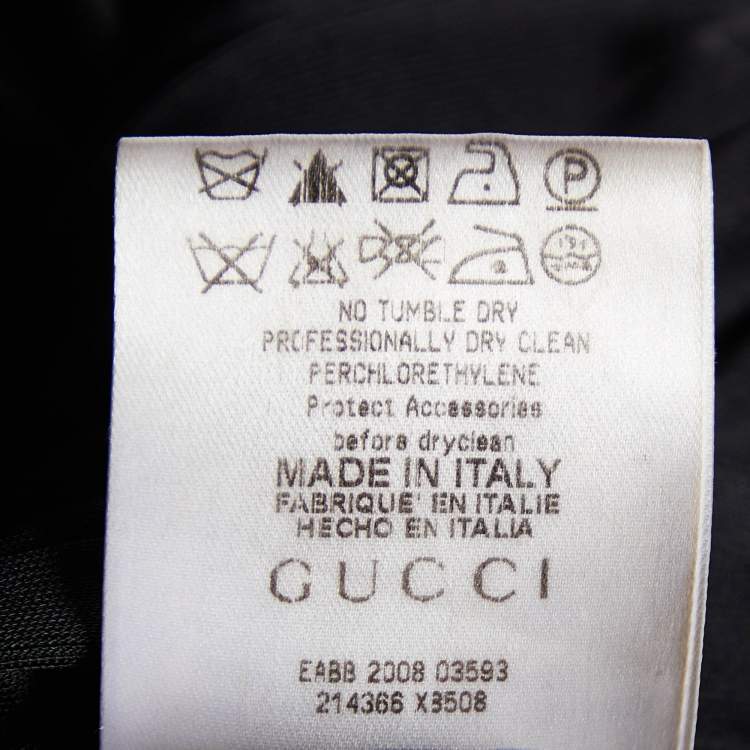 P
NO TUMBLE DRY
PROFESSIONALLY DRY CLEAN
PERCHLORETHYLENE
Protect Accessories
before dryclean
MADE IN ITALY
FABRIQUE' EN ITALIE
HECHO EN ITALIA
GUCCI
EABB 2008 03593
214366 XB508